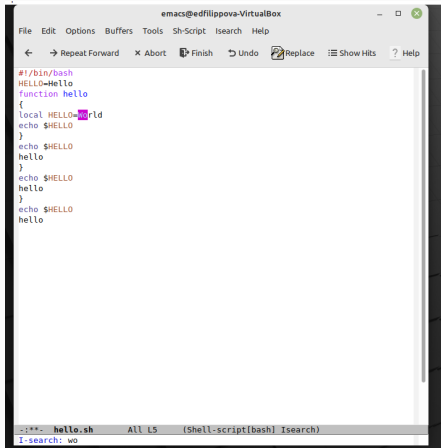 emacs@edfilippova-VirtualBox
File Edit Options Buffers Tools Sh-Script Isearch Help
Repeat Forward Abort Finish Undo Replace Show Hits Help
#!/bin/bash
HELLO=Hello
function hello
{
local HELLO=World
echo $HELLO
}
echo $HELLO
hello
}
echo $HELLO
hello
}
echo $HELLO
hello
-:**- hello.sh All L5 (Shell-script[bash] Isearch)
I-search: wo